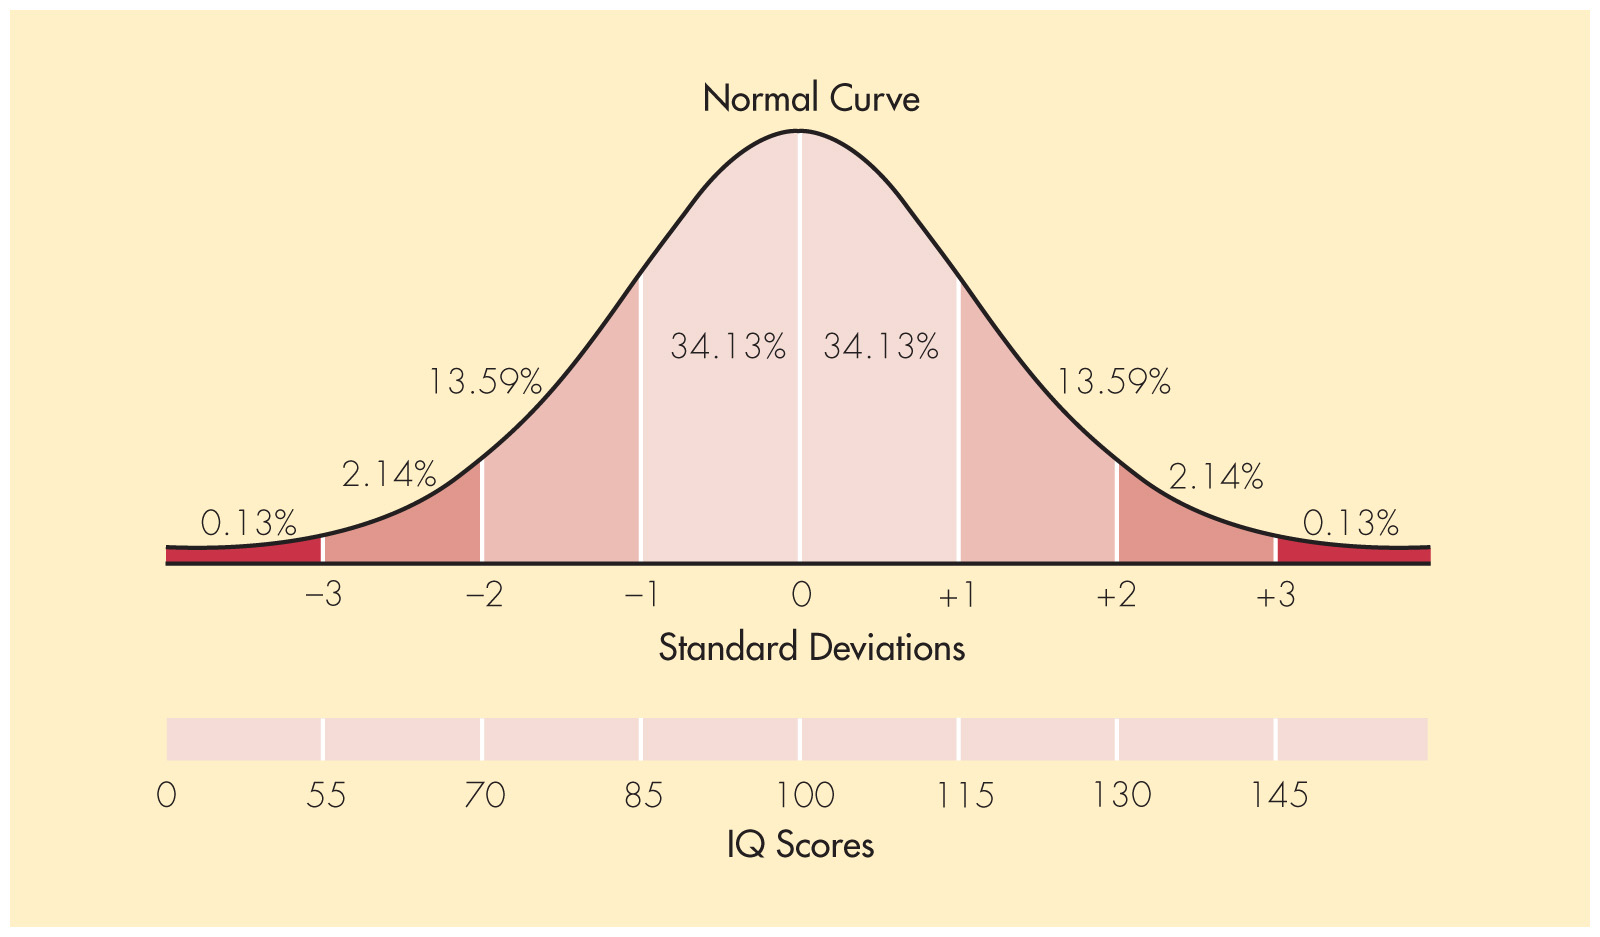 Normal Curve
34.13% 34.13%
13.59% 13.59%
2.14% 2.14%
0.13% 0.13%
−3 −2 −1 0 +1 +2 +3
Standard Deviations
0 55 70 85 100 115 130 145
IQ Scores